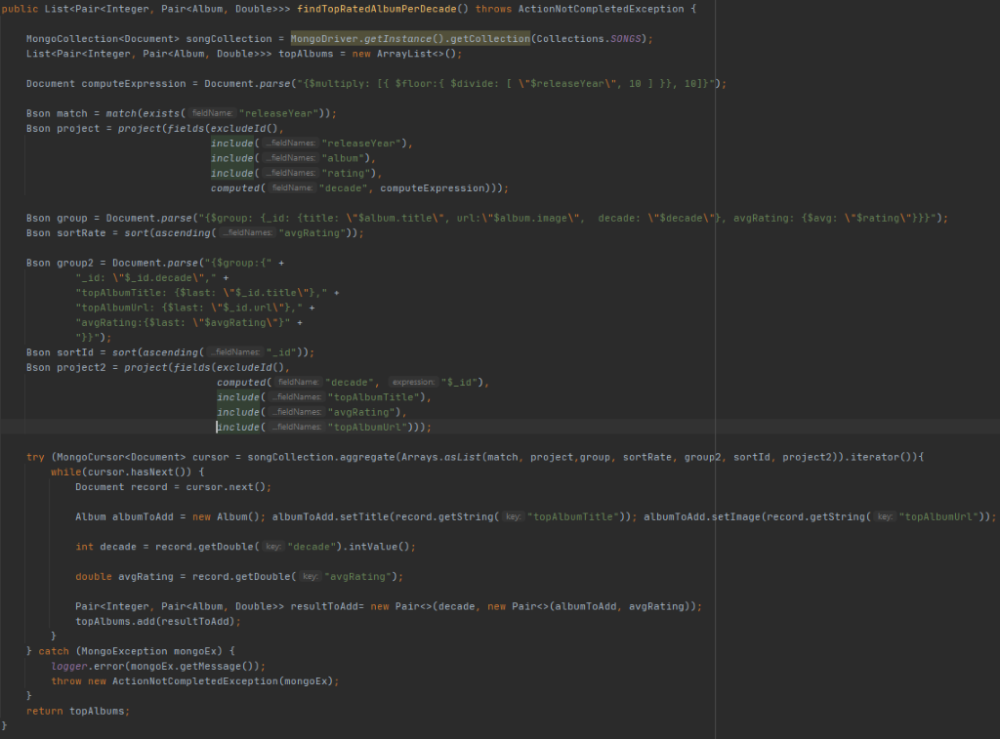 public List<Pair<Integer, Pair<Album, Double>>> findTopRatedAlbumPerDecade() throws ActionNotCompletedException {
MongoCollection<Document> songCollection = MongoDriver.getInstance().getCollection(Collections.SONGS);
List<Pair<Integer, Pair<Album, Double>>> topAlbums = new ArrayList<>();
Document computeExpression = Document.parse("{$multiply: [{ $floor:{ $divide: [ \"$releaseYear\", 10 ] }}, 10]}");
Bson match = match(exists( fieldName: "releaseYear"));
Bson project = project(fields(excludeId(),
include( ...fieldNames: "releaseYear"),
include( ...fieldNames: "album"),
include( ...fieldNames: "rating"),
computed( fieldName: "decade", computeExpression)));
Bson group = Document.parse("{$group: {_id: {title: \"$album.title\", url:\"$album.image\",  decade: \"$decade\"}, avgRating: {$avg: \"$rating\"}}}");
Bson sortRate = sort(ascending( ...fieldNames: "avgRating"));
Bson group2 = Document.parse("{$group:{" +
"_id: \"$_id.decade\"," +
"topAlbumTitle: {$last: \"$_id.title\"}," +
"topAlbumUrl: {$last: \"$_id.url\"}," +
"avgRating:{$last: \"$avgRating\"}" +
"}}");
Bson sortId = sort(ascending( ...fieldNames: "_id"));
Bson project2 = project(fields(excludeId(),
computed( fieldName: "decade", expression: "$_id"),
include( ...fieldNames: "topAlbumTitle"),
include( ...fieldNames: "avgRating"),
include( ...fieldNames: "topAlbumUrl")));
try (MongoCursor<Document> cursor = songCollection.aggregate(Arrays.asList(match, project,group, sortRate, group2, sortId, project2)).iterator()){
while(cursor.hasNext()) {
Document record = cursor.next();
Album albumToAdd = new Album(); albumToAdd.setTitle(record.getString( key: "topAlbumTitle")); albumToAdd.setImage(record.getString( key: "topAlbumUrl"));
int decade = record.getDouble( key: "decade").intValue();
double avgRating = record.getDouble( key: "avgRating");
Pair<Integer, Pair<Album, Double>> resultToAdd= new Pair<>(decade, new Pair<>(albumToAdd, avgRating));
topAlbums.add(resultToAdd);
}
} catch (MongoException mongoEx) {
logger.error(mongoEx.getMessage());
throw new ActionNotCompletedException(mongoEx);
}
return topAlbums;
}